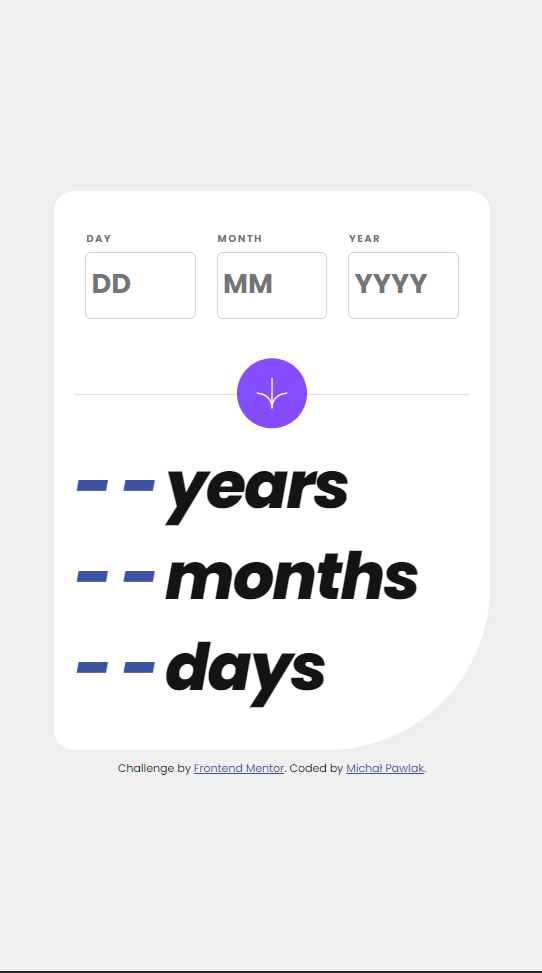 DAY MONTH YEAR
DD MM YYYY
-- years
-- months
-- days
Challenge by Frontend Mentor. Coded by Michał Pawlak.